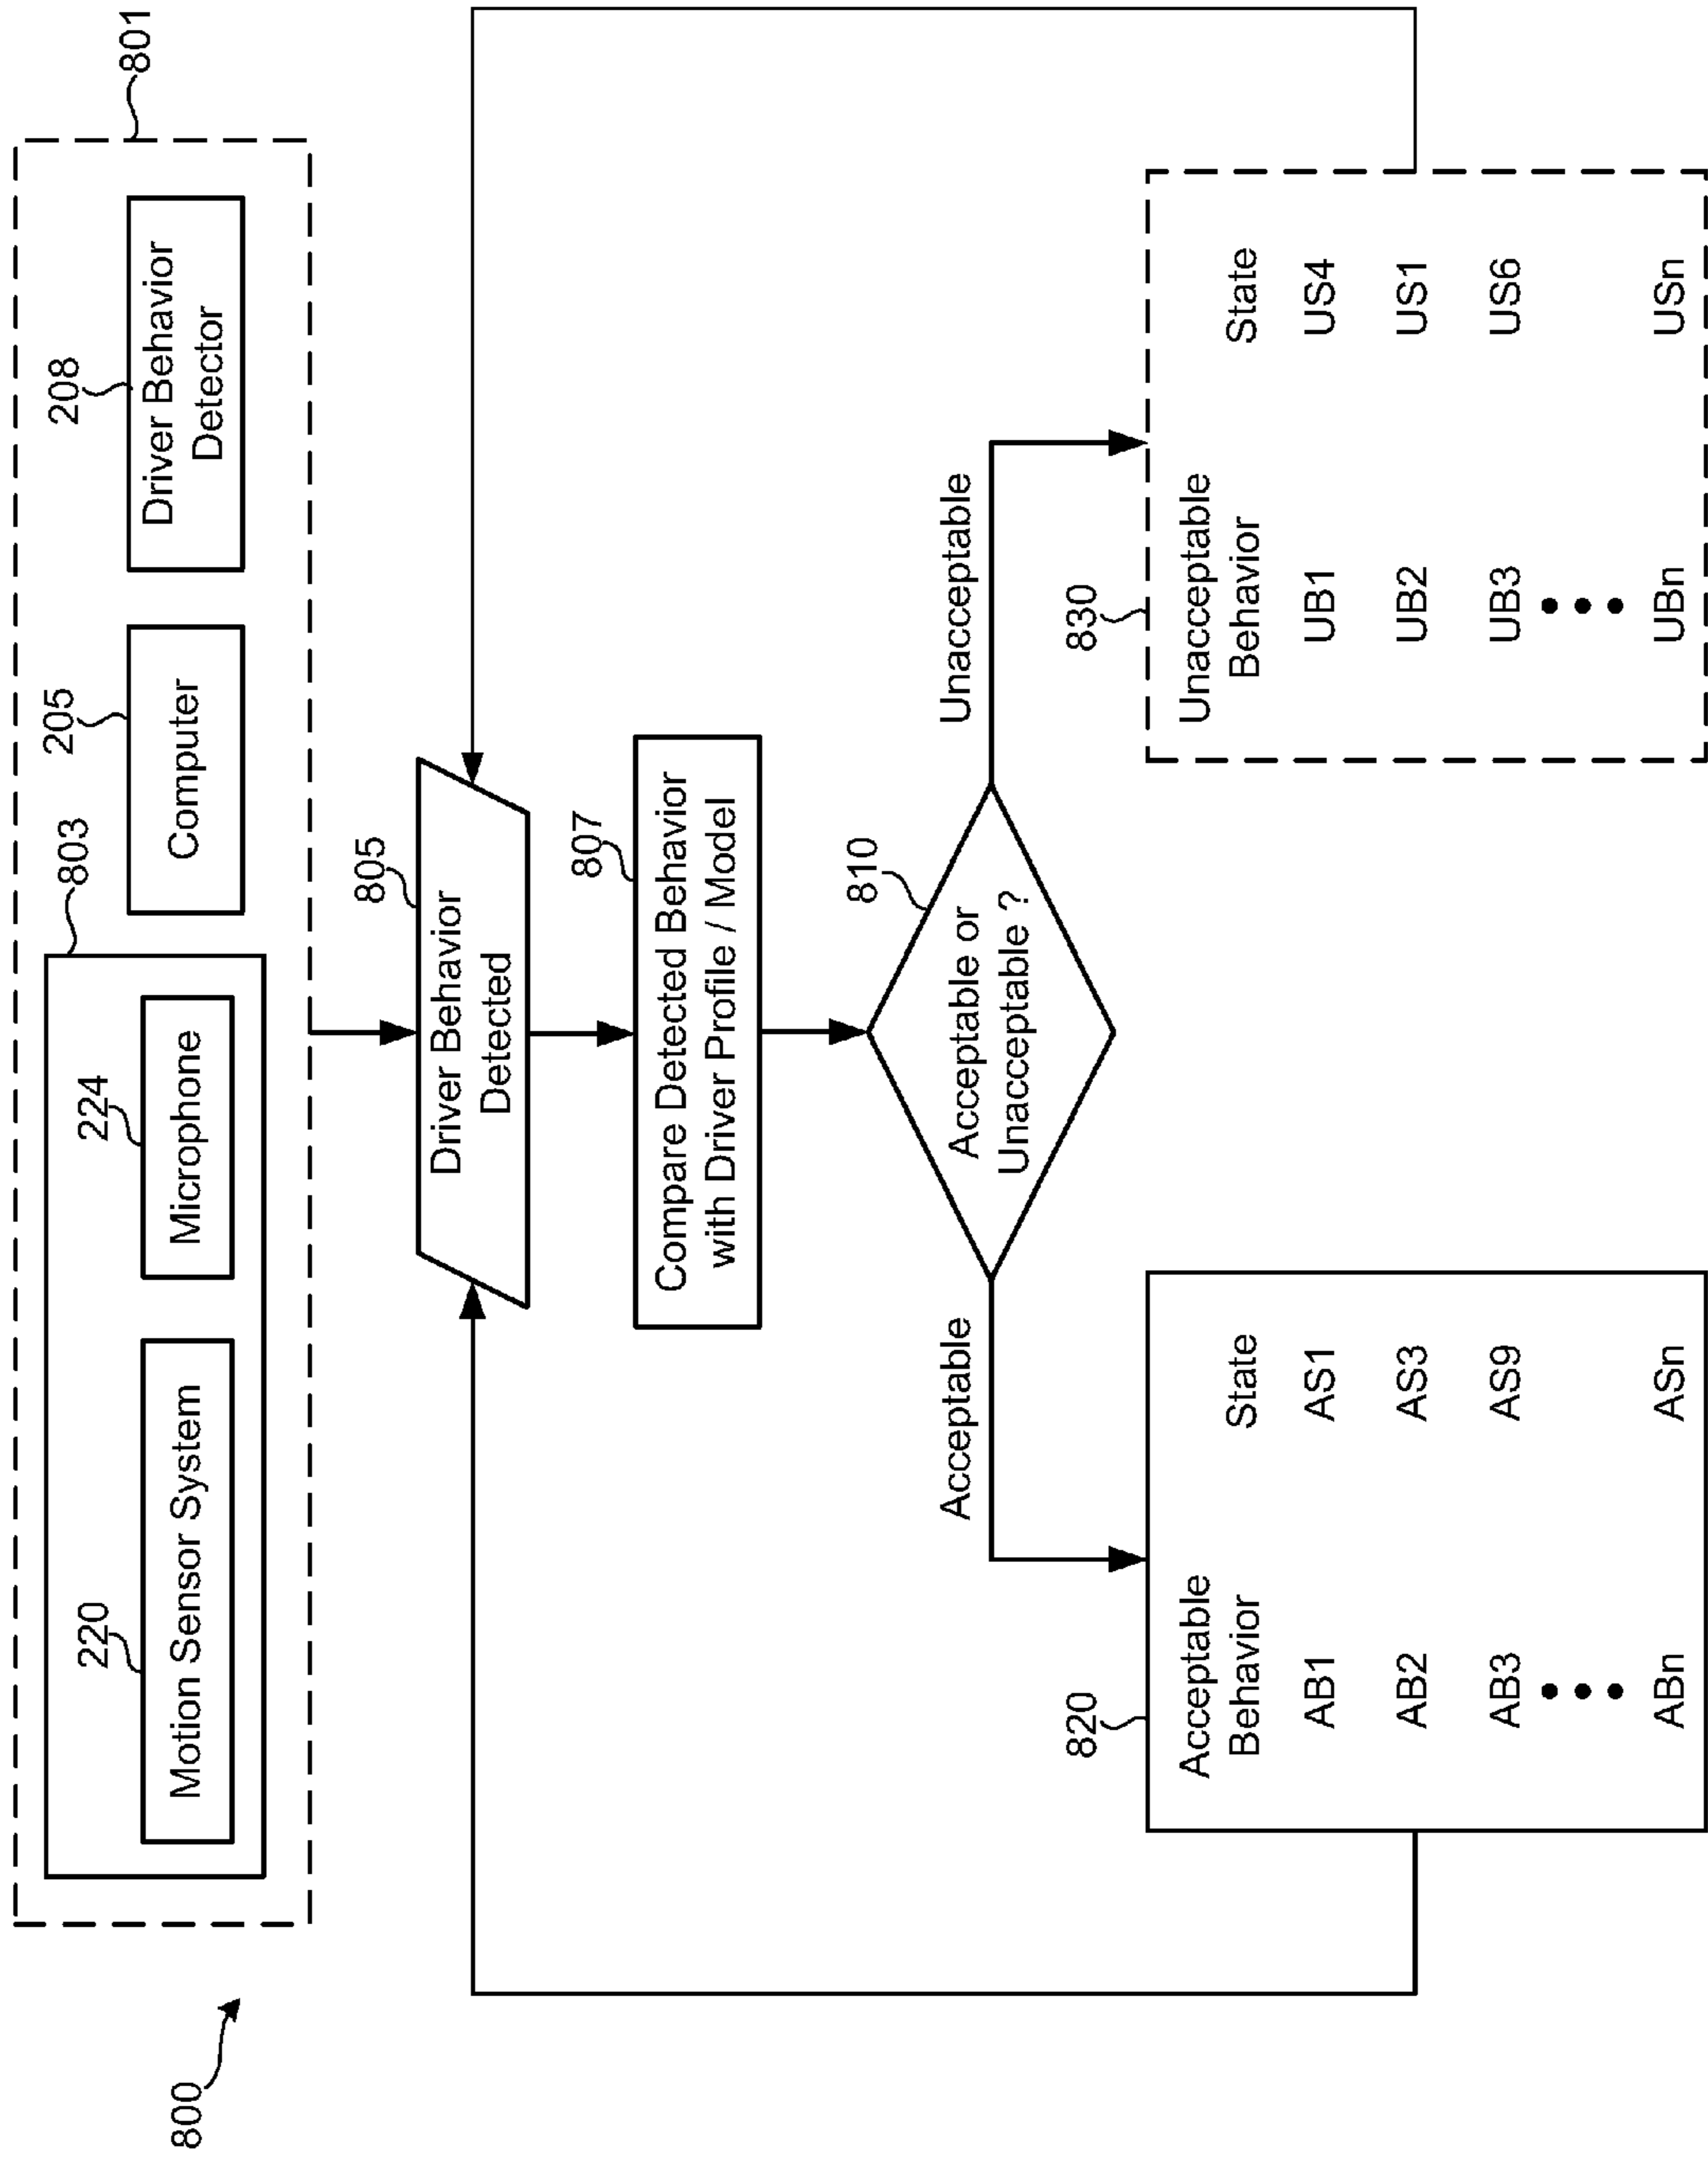 800
801
803
220
Motion Sensor System
224
Microphone
205
Computer
208
Driver Behavior
Detector
805
Driver Behavior
Detected
807
Compare Detected Behavior
with Driver Profile / Model
810
Acceptable or
Unacceptable ?
Acceptable
Unacceptable
820
Acceptable
Behavior
State
AB1 AS1
AB2 AS3
AB3 AS9
ABn ASn
830
Unacceptable
Behavior
State
UB1 US4
UB2 US1
UB3 US6
UBn USn